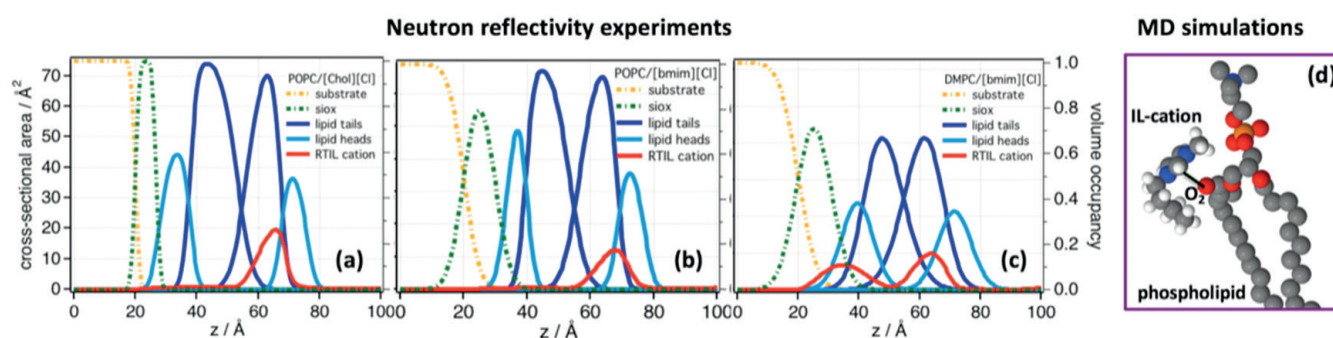 Neutron reflectivity experiments
MD simulations
cross-sectional area / Å²
70
60
50
40
30
20
10
0
POPC/[Chol][Cl]
substrate
siox
lipid tails
lipid heads
RTIL cation
(a)
0 20 40 60 80 100
z / Å
POPC/[bmim][Cl]
substrate
siox
lipid tails
lipid heads
RTIL cation
(b)
0 20 40 60 80 100
z / Å
DMPC/[bmim][Cl]
substrate
siox
lipid tails
lipid heads
RTIL cation
(c)
20 40 60 80 100
z / Å
1.0
0.8
0.6
0.4
0.2
0.0
volume occupancy
(d)
IL-cation
O₂
phospholipid